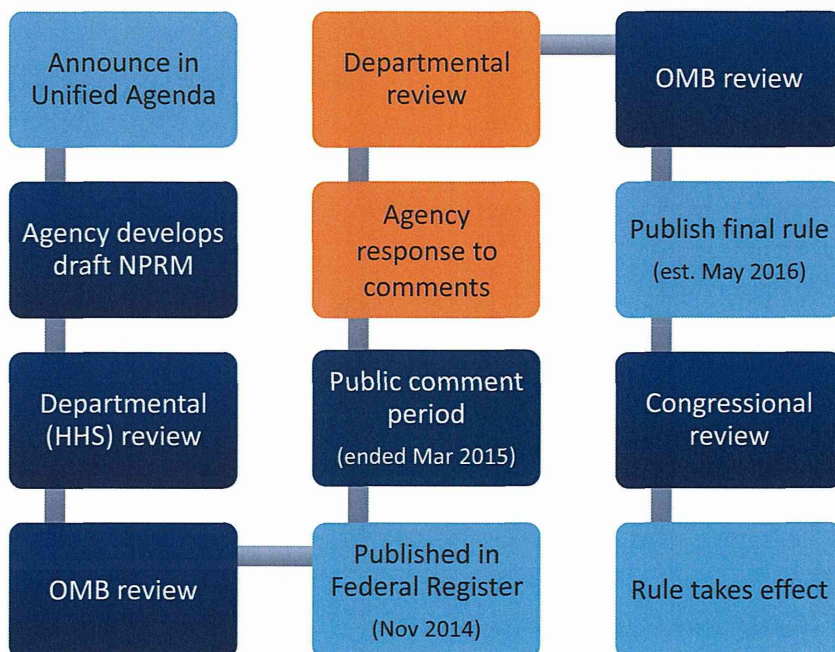 Announce in
Unified Agenda
Agency develops
draft NPRM
Departmental
(HHS) review
OMB review
Published in
Federal Register
(Nov 2014)
Public comment
period
(ended Mar 2015)
Agency
response to
comments
Departmental
review
OMB review
Publish final rule
(est. May 2016)
Congressional
review
Rule takes effect